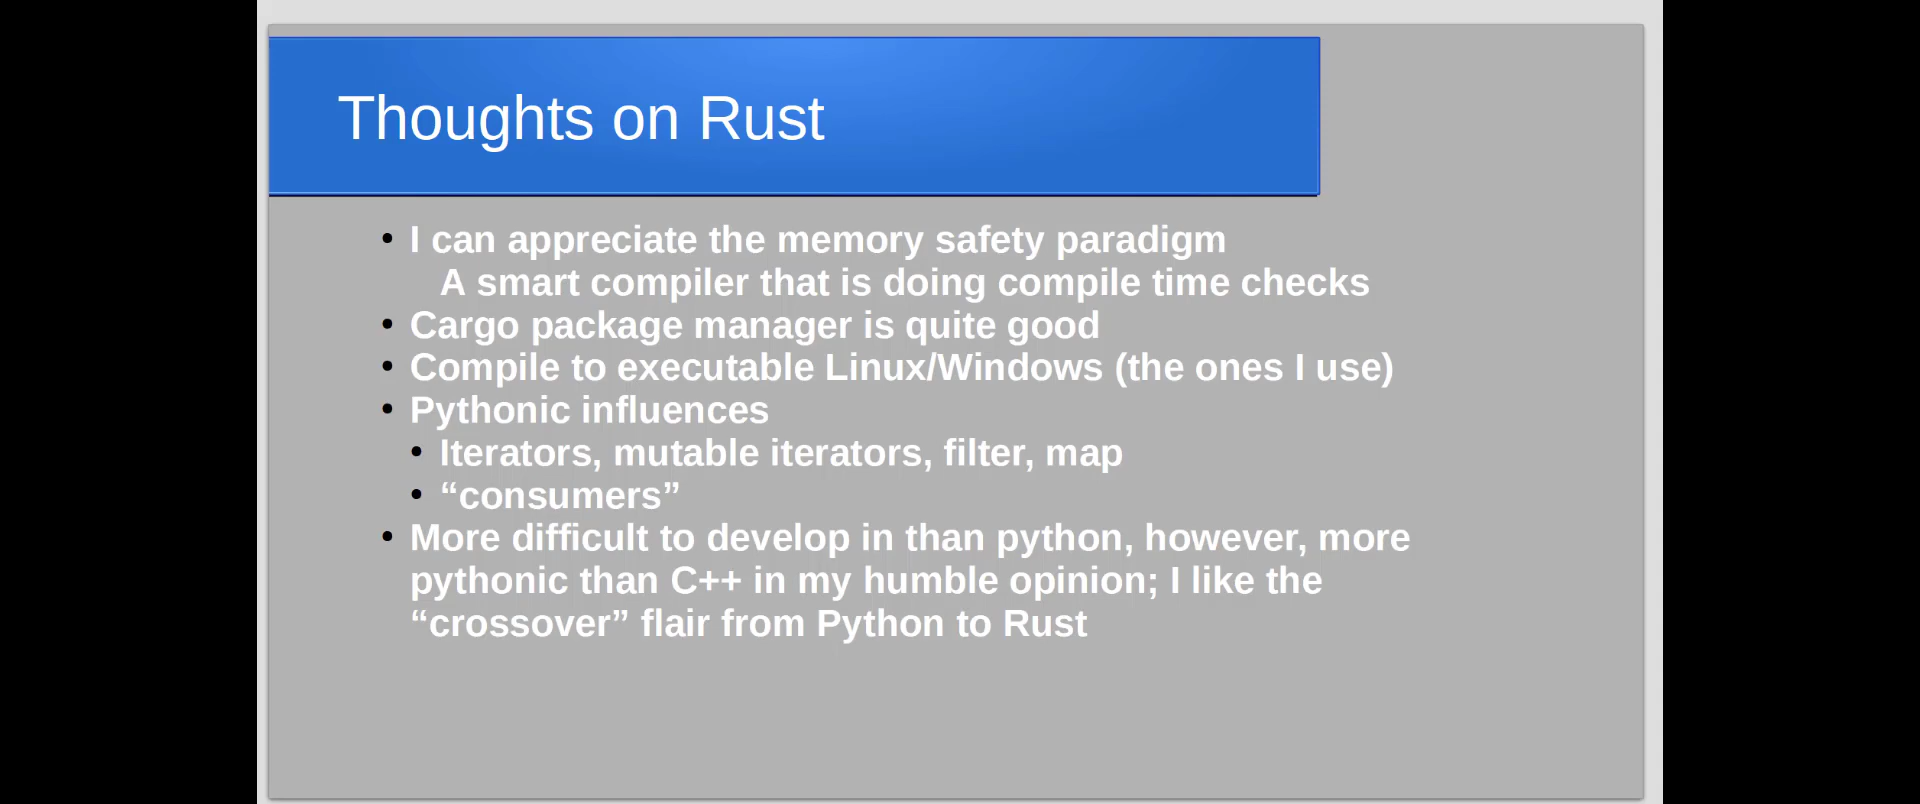 Thoughts on Rust
• I can appreciate the memory safety paradigm
A smart compiler that is doing compile time checks
• Cargo package manager is quite good
• Compile to executable Linux/Windows (the ones I use)
• Pythonic influences
• Iterators, mutable iterators, filter, map
• “consumers”
• More difficult to develop in than python, however, more
pythonic than C++ in my humble opinion; I like the
“crossover” flair from Python to Rust